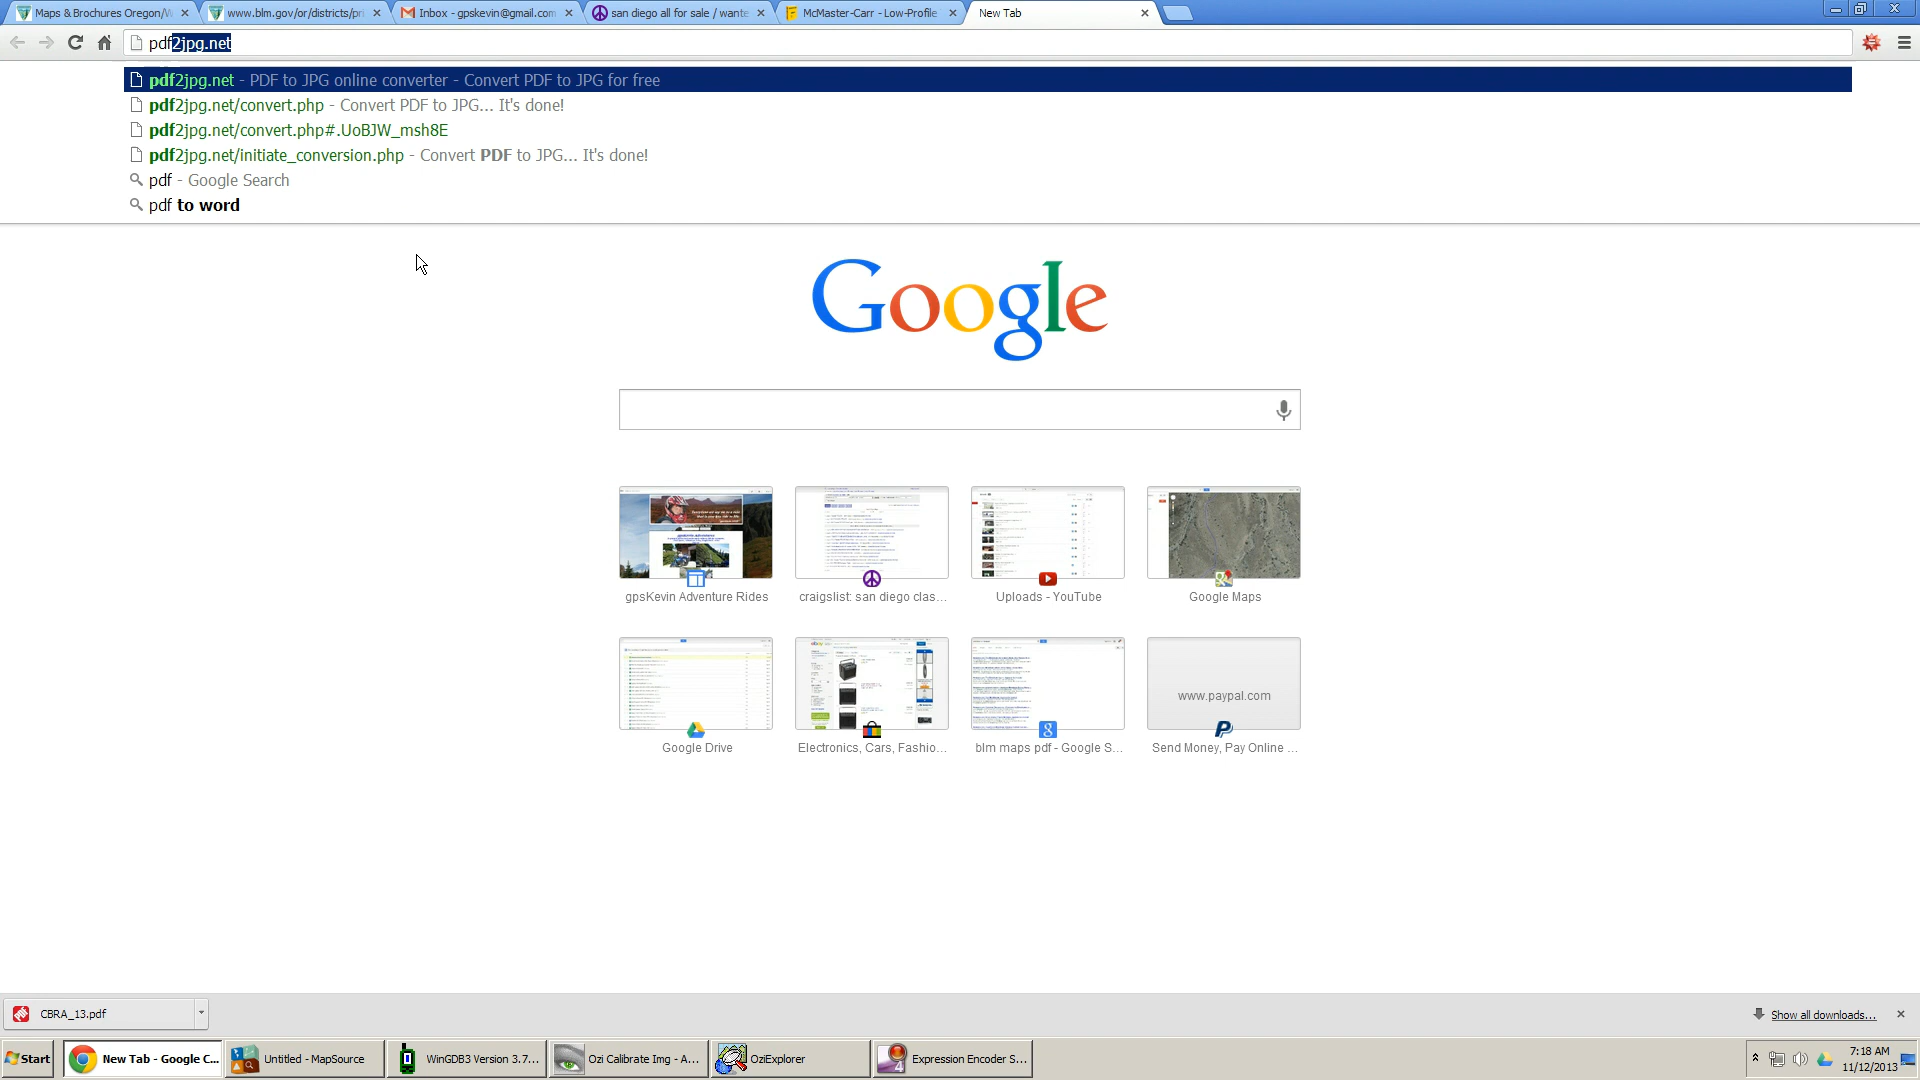 Maps & Brochures Oregon/W
www.blm.gov/or/districts/pri
Inbox - gpskevin@gmail.com
san diego all for sale / wante
McMaster-Carr - Low-Profile
New Tab
pdf2jpg.net
pdf2jpg.net - PDF to JPG online converter - Convert PDF to JPG for free
pdf2jpg.net/convert.php - Convert PDF to JPG... It's done!
pdf2jpg.net/convert.php#.UoBJW_msh8E
pdf2jpg.net/initiate_conversion.php - Convert PDF to JPG... It's done!
pdf - Google Search
pdf to word
Google
gpsKevin Adventure Rides
craigslist: san diego clas...
Uploads - YouTube
Google Maps
www.paypal.com
Google Drive
Electronics, Cars, Fashio...
blm maps pdf - Google S...
Send Money, Pay Online ...
CBRA_13.pdf
Show all downloads...
Start
New Tab - Google C...
Untitled - MapSource
WinGDB3 Version 3.7...
Ozi Calibrate Img - A...
OziExplorer
Expression Encoder S...
7:18 AM
11/12/2013